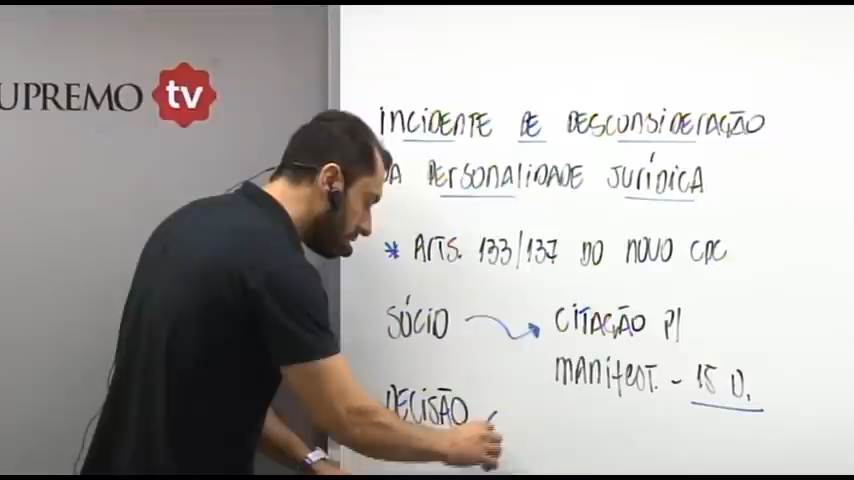 UPREMO tv
INCIDENTE DE DESCONSIDERAÇÃO
DA PERSONALIDADE JURÍDICA
* ARTS. 133/137 DO NOVO CPC
SÓCIO CITAÇÃO P/
MANIFEST. - 15 D.
DECISÃO